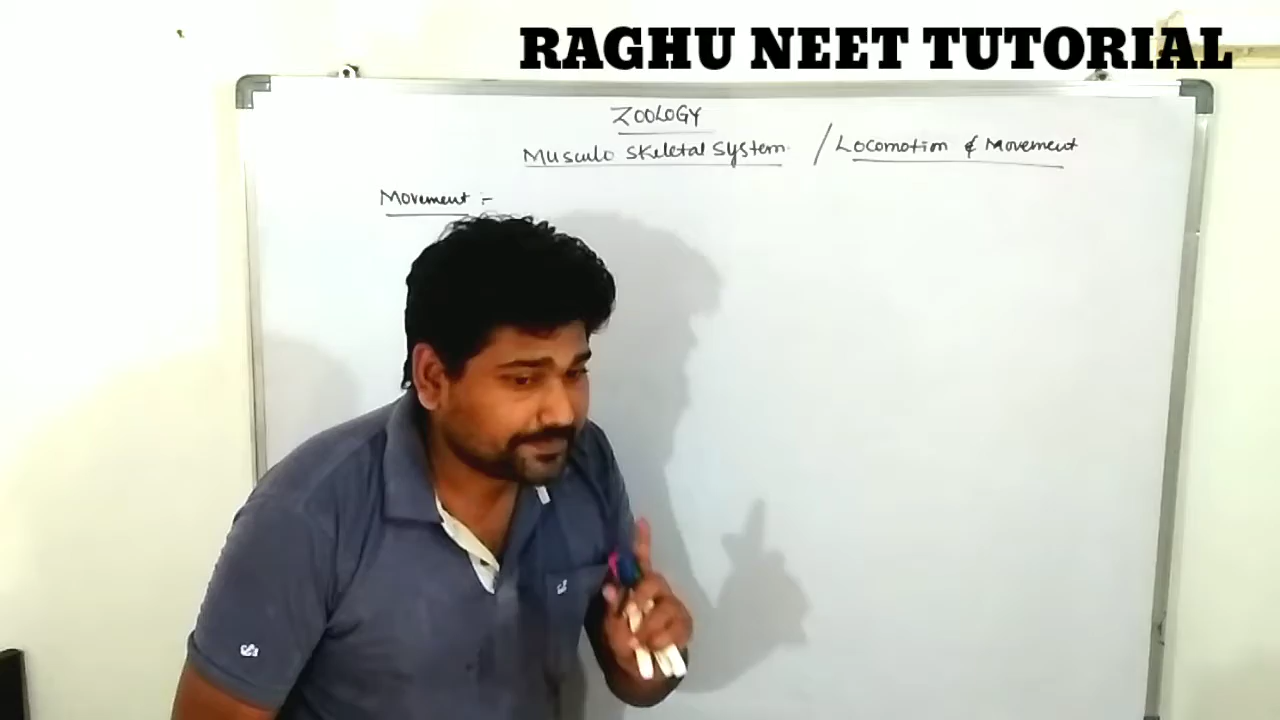 RAGHU NEET TUTORIAL
ZOOLOGY
Musculo Skeletal System / Locomotion & Movement
Movement :-